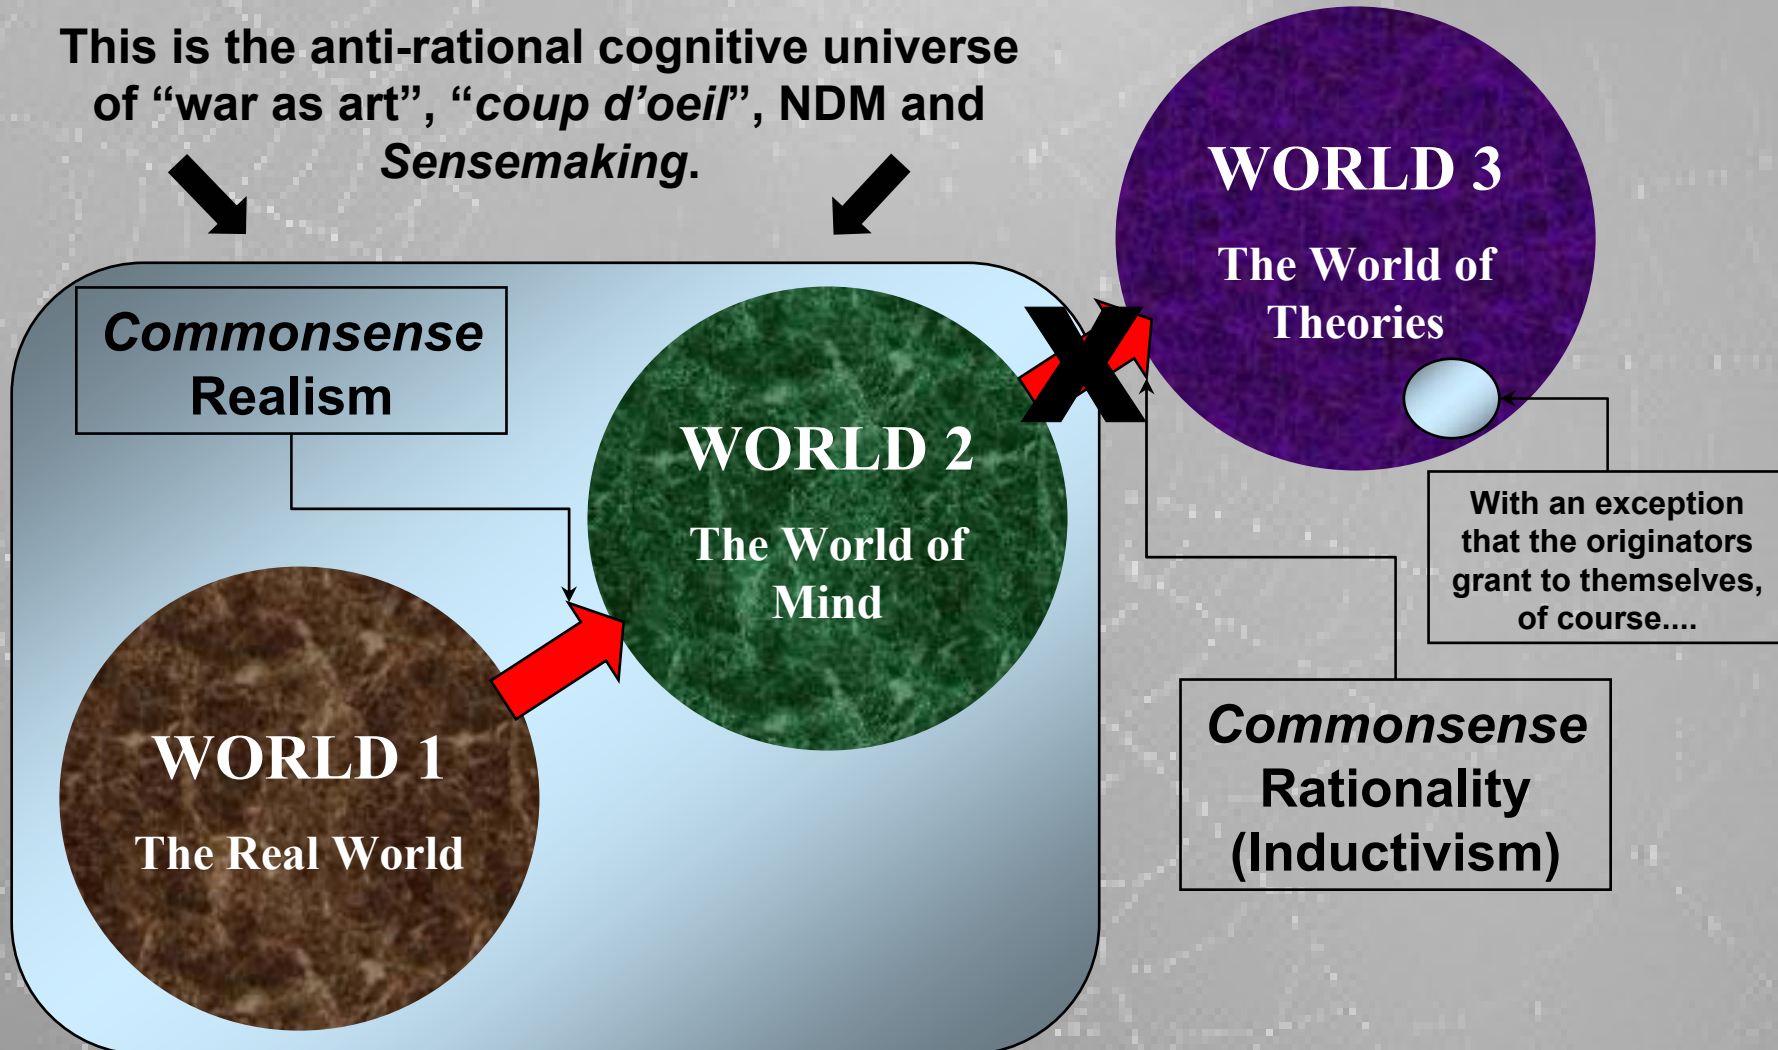 This is the anti-rational cognitive universe
of “war as art”, “coup d’oeil”, NDM and
Sensemaking.
WORLD 3
The World of
Theories
Commonsense
Realism
WORLD 2
The World of
Mind
With an exception
that the originators
grant to themselves,
of course....
WORLD 1
The Real World
Commonsense
Rationality
(Inductivism)
X